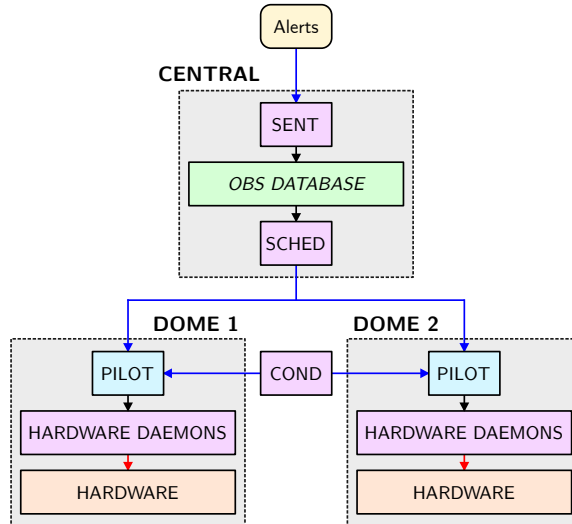 Alerts
CENTRAL
SENT
OBS DATABASE
SCHED
DOME 1
DOME 2
PILOT
COND
PILOT
HARDWARE DAEMONS
HARDWARE DAEMONS
HARDWARE
HARDWARE